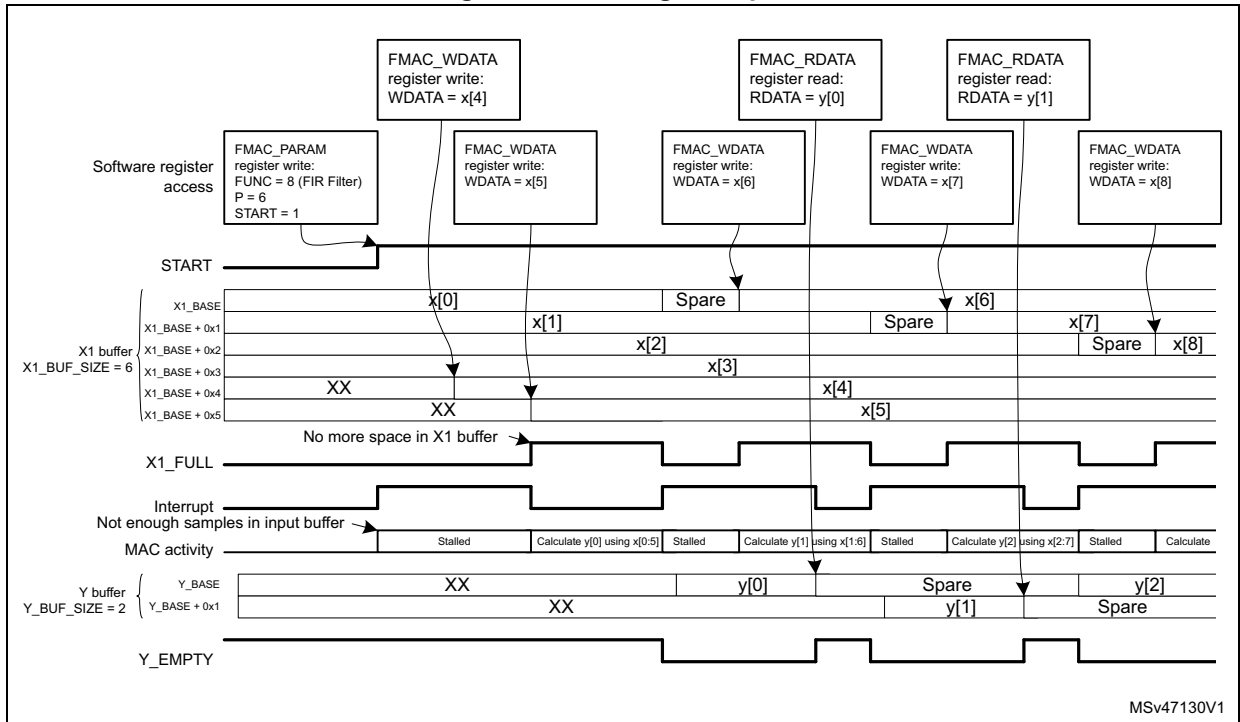 FMAC_WDATA
register write:
WDATA = x[4]
FMAC_RDATA
register read:
RDATA = y[0]
FMAC_RDATA
register read:
RDATA = y[1]
Software register
access
FMAC_PARAM
register write:
FUNC = 8 (FIR Filter)
P = 6
START = 1
FMAC_WDATA
register write:
WDATA = x[5]
FMAC_WDATA
register write:
WDATA = x[6]
FMAC_WDATA
register write:
WDATA = x[7]
FMAC_WDATA
register write:
WDATA = x[8]
START
X1 buffer
X1_BUF_SIZE = 6
X1_BASE x[0] Spare x[6]
X1_BASE + 0x1 x[1] Spare x[7]
X1_BASE + 0x2 x[2] Spare x[8]
X1_BASE + 0x3 x[3]
X1_BASE + 0x4 XX x[4]
X1_BASE + 0x5 XX x[5]
No more space in X1 buffer
X1_FULL
Interrupt
Not enough samples in input buffer
MAC activity Stalled Calculate y[0] using x[0:5] Stalled Calculate y[1] using x[1:6] Stalled Calculate y[2] using x[2:7] Stalled Calculate
Y buffer
Y_BUF_SIZE = 2
Y_BASE XX y[0] Spare y[2]
Y_BASE + 0x1 XX y[1] Spare
Y_EMPTY
MSv47130V1